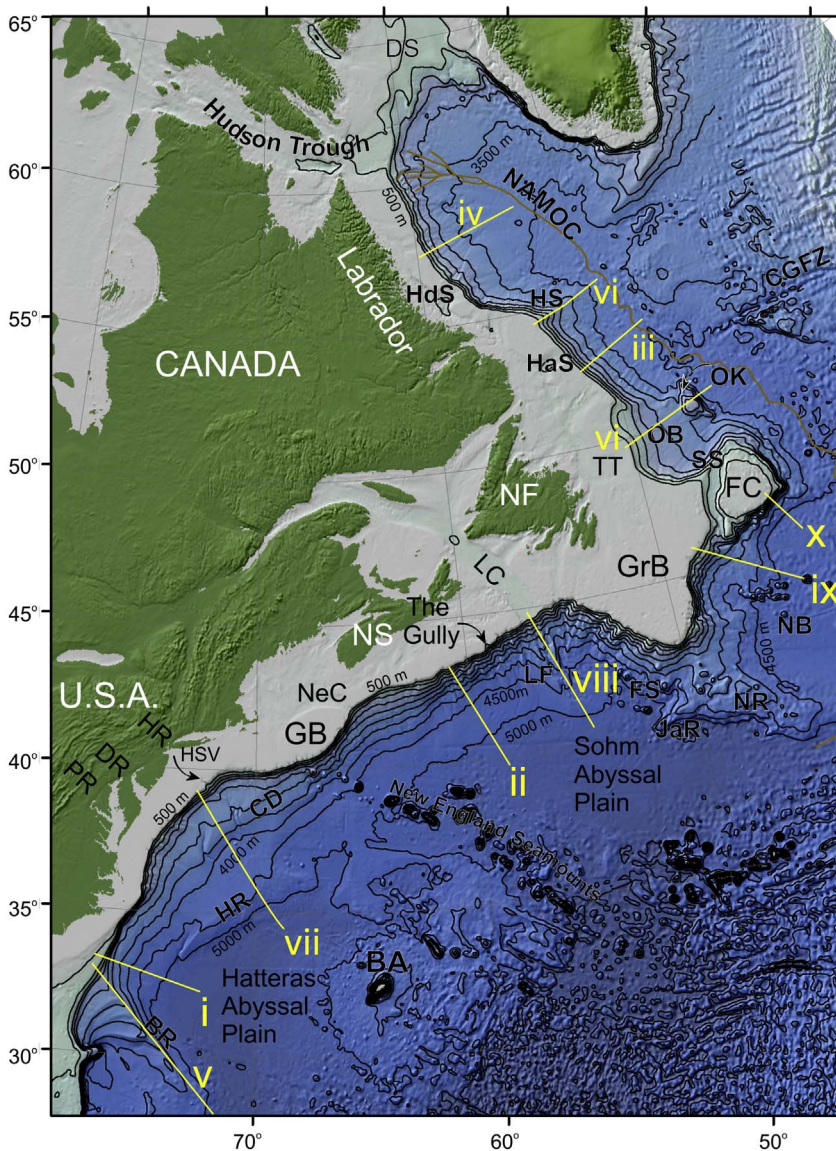 65°
DS
Hudson Trough
3500 m
60°
NAMOC
500 m
iv
CGFZ
Labrador
HdS
HS
vi
55°
iii
CANADA
HaS
OK
vi
OB
50°
TT
SS
NF
FC
x
LC
GrB
The
Gully
ix
45°
NS
NB
4500 m
U.S.A.
NeC
500 m
LF
viii
FS
4500m
NR
GB
5000 m
JaR
HR
Sohm
Abyssal
Plain
DR
HSV
PR
40°
ii
500 m
CD
New England Seamounts
4000 m
35°
HR
5000 m
vii
BA
Hatteras
Abyssal
Plain
i
BR
30°
v
70°
60°
50°